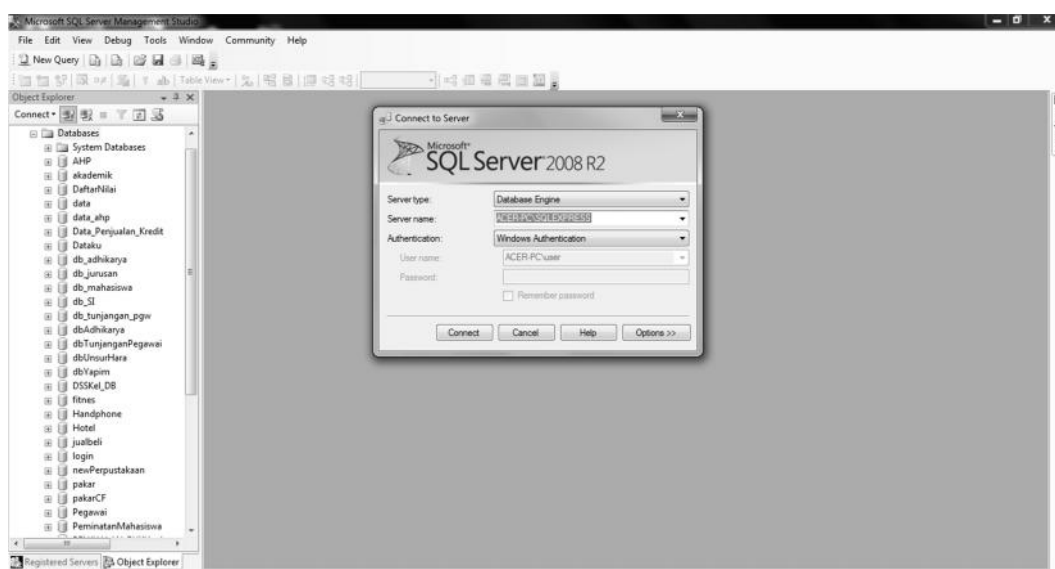 Microsoft SQL Server Management Studio
File Edit View Debug Tools Window Community Help
New Query
Table View
Object Explorer
Connect
Databases
System Databases
AHP
akademik
DaftarNilai
data
data_ahp
Data_Penjualan_Kredit
Dataku
db_adhikarya
db_jurusan
db_mahasiswa
db_SI
db_tunjangan_pgw
dbAdhikarya
dbTunjanganPegawai
dbUnsurHara
dbYapim
DSSKel_DB
fitnes
Handphone
Hotel
jualbeli
login
newPerpustakaan
pakar
pakarCF
Pegawai
PeminatanMahasiswa
Registered Servers Object Explorer
Connect to Server
Microsoft
SQL Server 2008 R2
Server type: Database Engine
Server name: ACER-PC\SQLEXPRESS
Authentication: Windows Authentication
User name: ACER-PC\user
Password:
Remember password
Connect Cancel Help Options >>